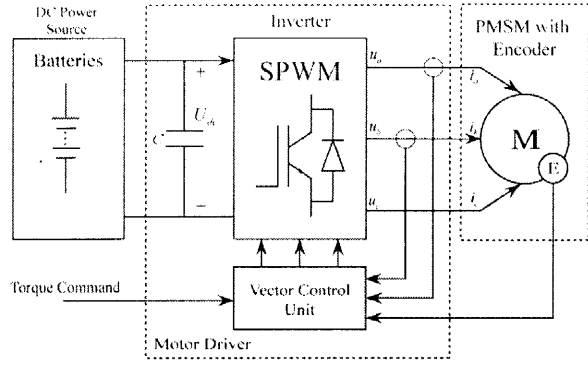 DC Power
Source
Inverter
PMSM with
Encoder
Batteries
SPWM
+
C
−
M
E
Torque Command
Vector Control
Unit
Motor Driver